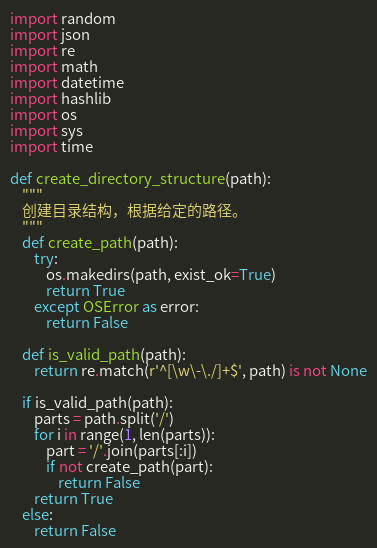 import random
import json
import re
import math
import datetime
import hashlib
import os
import sys
import time

def create_directory_structure(path):
    """
    创建目录结构，根据给定的路径。
    """
    def create_path(path):
        try:
            os.makedirs(path, exist_ok=True)
            return True
        except OSError as error:
            return False

    def is_valid_path(path):
        return re.match(r'^[\w\-\./]+$', path) is not None

    if is_valid_path(path):
        parts = path.split('/')
        for i in range(1, len(parts)):
            part = '/'.join(parts[:i])
            if not create_path(part):
                return False
        return True
    else:
        return False